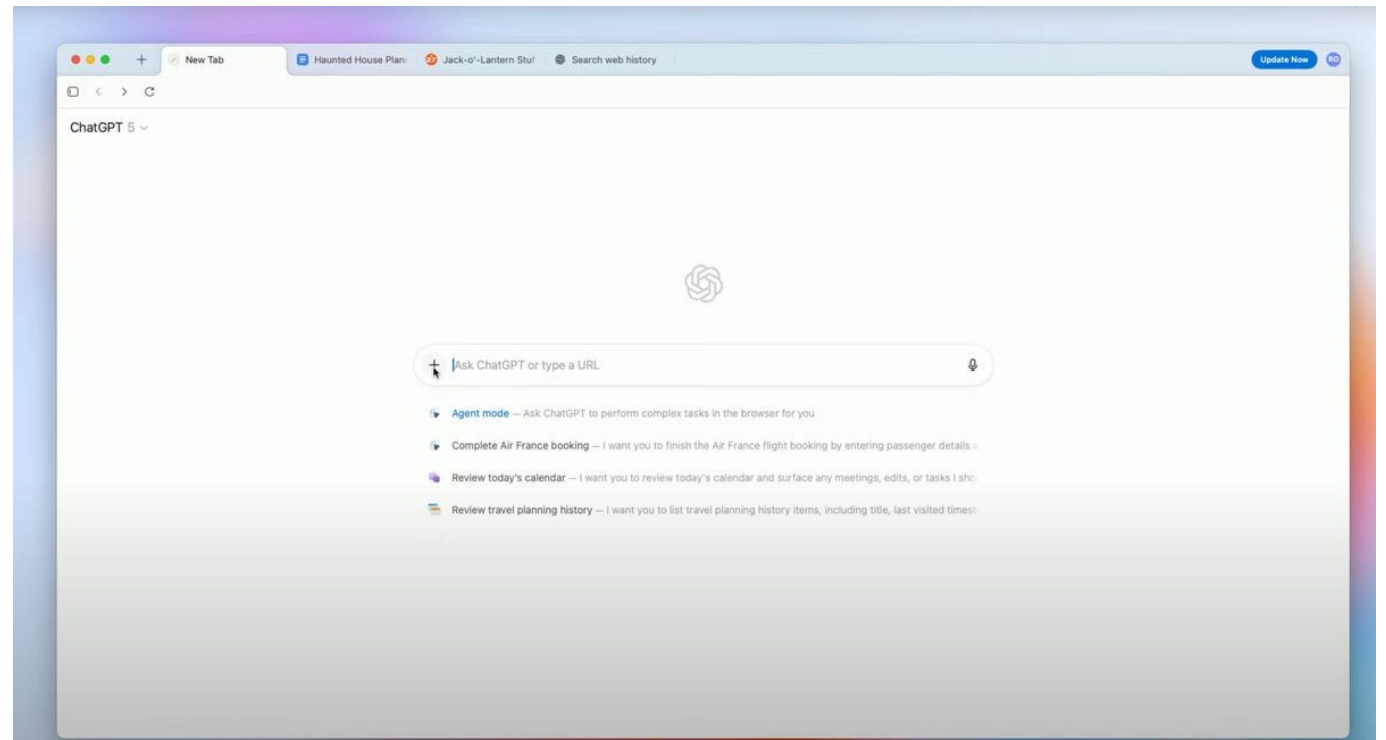 New Tab
Haunted House Plan
Jack-o'-Lantern Stuf
Search web history
Update Now
RO
ChatGPT 5
Ask ChatGPT or type a URL
Agent mode — Ask ChatGPT to perform complex tasks in the browser for you
Complete Air France booking — I want you to finish the Air France flight booking by entering passenger details
Review today's calendar — I want you to review today's calendar and surface any meetings, edits, or tasks I sho
Review travel planning history — I want you to list travel planning history items, including title, last visited times